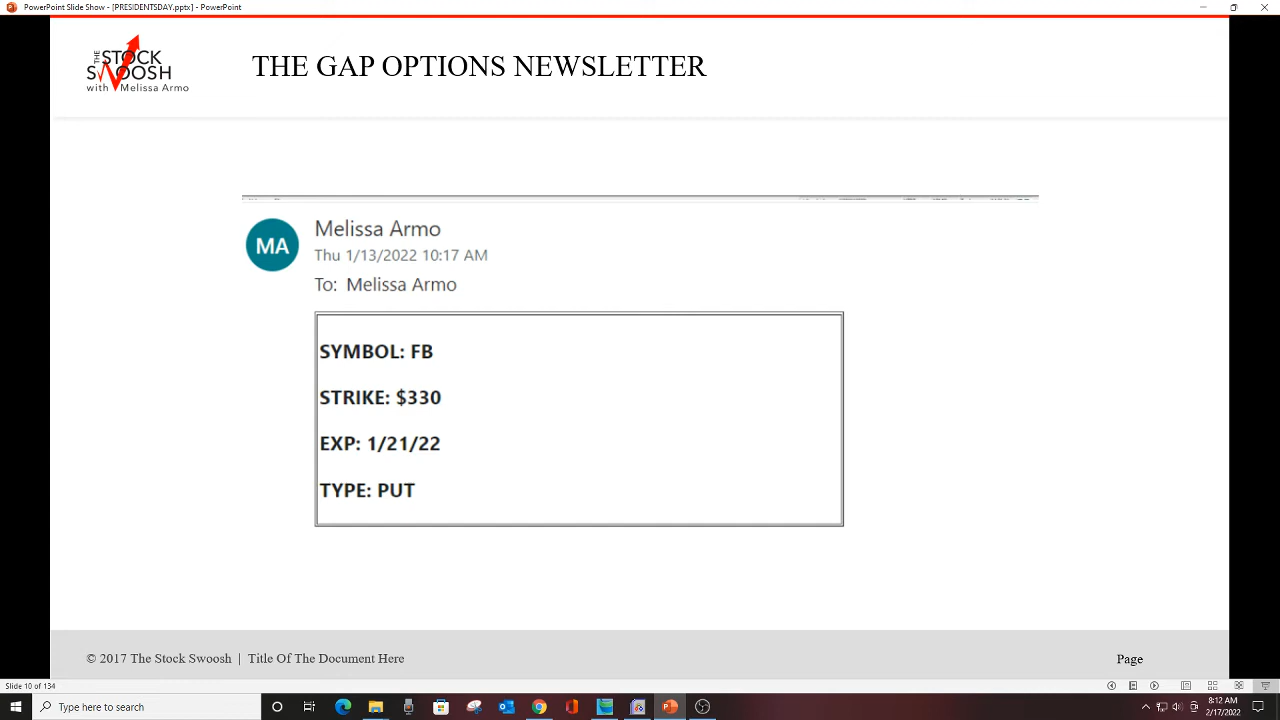 PowerPoint Slide Show - [PRESIDENTSDAY.pptx] - PowerPoint
THE STOCK
SWOOSH
with Melissa Armo
THE GAP OPTIONS NEWSLETTER
MA
Melissa Armo
Thu 1/13/2022 10:17 AM
To: Melissa Armo
SYMBOL: FB
STRIKE: $330
EXP: 1/21/22
TYPE: PUT
© 2017 The Stock Swoosh | Title Of The Document Here
Page
Slide 10 of 134
Type here to search
8:12 AM
2/17/2022